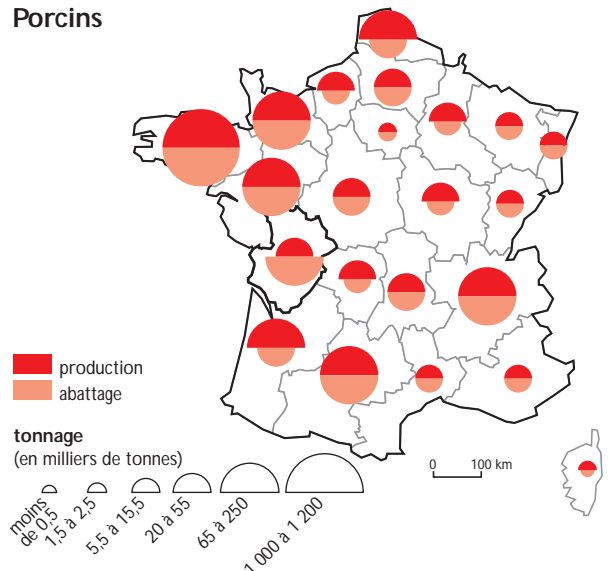 Porcins
production
abattage
tonnage
(en milliers de tonnes)
0 100 km
moins
de 0,5
1,5 à 2,5
5,5 à 15,5
20 à 55
65 à 250
1 000 à 1 200